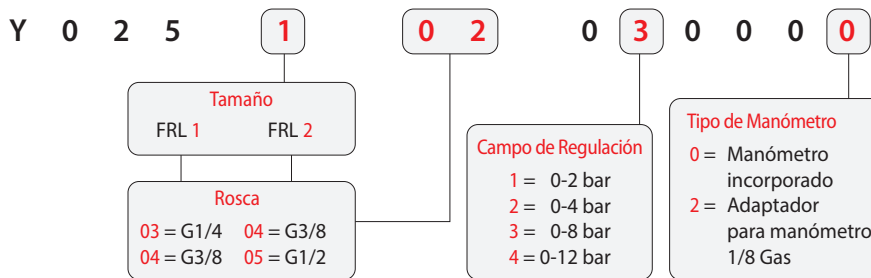 Y 0 2 5 1 0 2 0 3 0 0 0 0
Tamaño
FRL 1 FRL 2
Rosca
03 = G1/4 04 = G3/8
04 = G3/8 05 = G1/2
Campo de Regulación
1 = 0-2 bar
2 = 0-4 bar
3 = 0-8 bar
4 = 0-12 bar
Tipo de Manómetro
0 = Manómetro
incorporado
2 = Adaptador
para manómetro
1/8 Gas